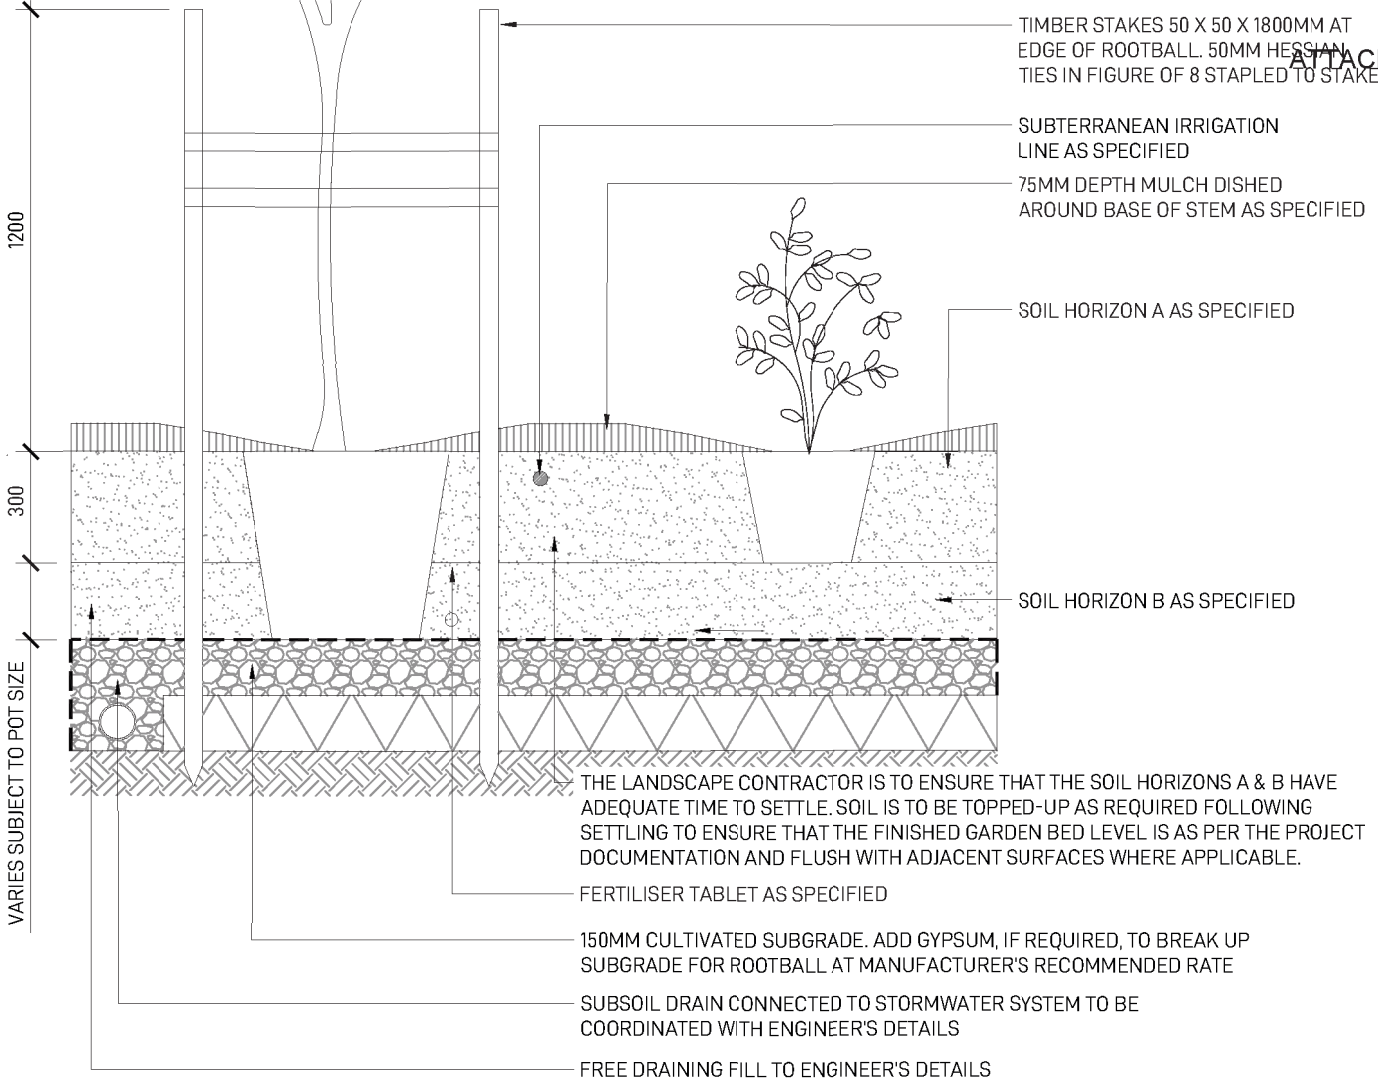 TIMBER STAKES 50 X 50 X 1800MM AT
EDGE OF ROOTBALL. 50MM HESSIAN
ATTAC
TIES IN FIGURE OF 8 STAPLED TO STAKE
SUBTERRANEAN IRRIGATION
LINE AS SPECIFIED
75MM DEPTH MULCH DISHED
AROUND BASE OF STEM AS SPECIFIED
1200
SOIL HORIZON A AS SPECIFIED
300
SOIL HORIZON B AS SPECIFIED
VARIES SUBJECT TO POT SIZE
THE LANDSCAPE CONTRACTOR IS TO ENSURE THAT THE SOIL HORIZONS A & B HAVE
ADEQUATE TIME TO SETTLE. SOIL IS TO BE TOPPED-UP AS REQUIRED FOLLOWING
SETTLING TO ENSURE THAT THE FINISHED GARDEN BED LEVEL IS AS PER THE PROJECT
DOCUMENTATION AND FLUSH WITH ADJACENT SURFACES WHERE APPLICABLE.
FERTILISER TABLET AS SPECIFIED
150MM CULTIVATED SUBGRADE. ADD GYPSUM, IF REQUIRED, TO BREAK UP
SUBGRADE FOR ROOTBALL AT MANUFACTURER'S RECOMMENDED RATE
SUBSOIL DRAIN CONNECTED TO STORMWATER SYSTEM TO BE
COORDINATED WITH ENGINEER'S DETAILS
FREE DRAINING FILL TO ENGINEER'S DETAILS